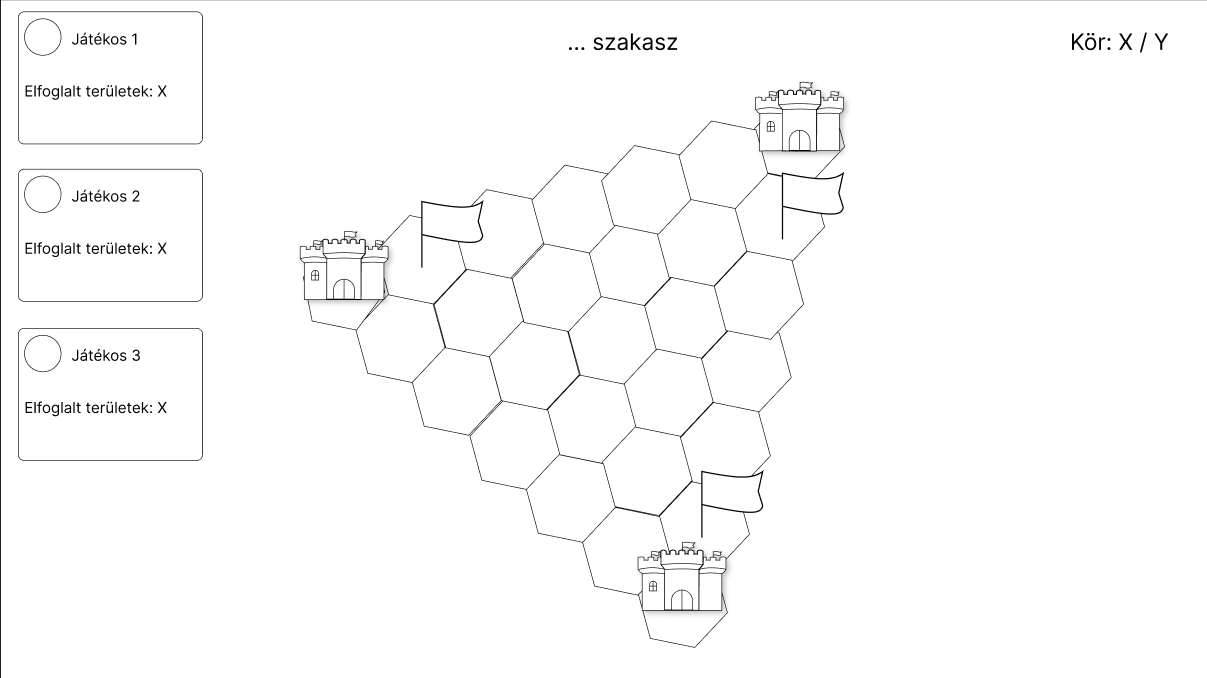 Játékos 1
Elfoglalt területek: X
Játékos 2
Elfoglalt területek: X
Játékos 3
Elfoglalt területek: X
... szakasz
Kör: X / Y